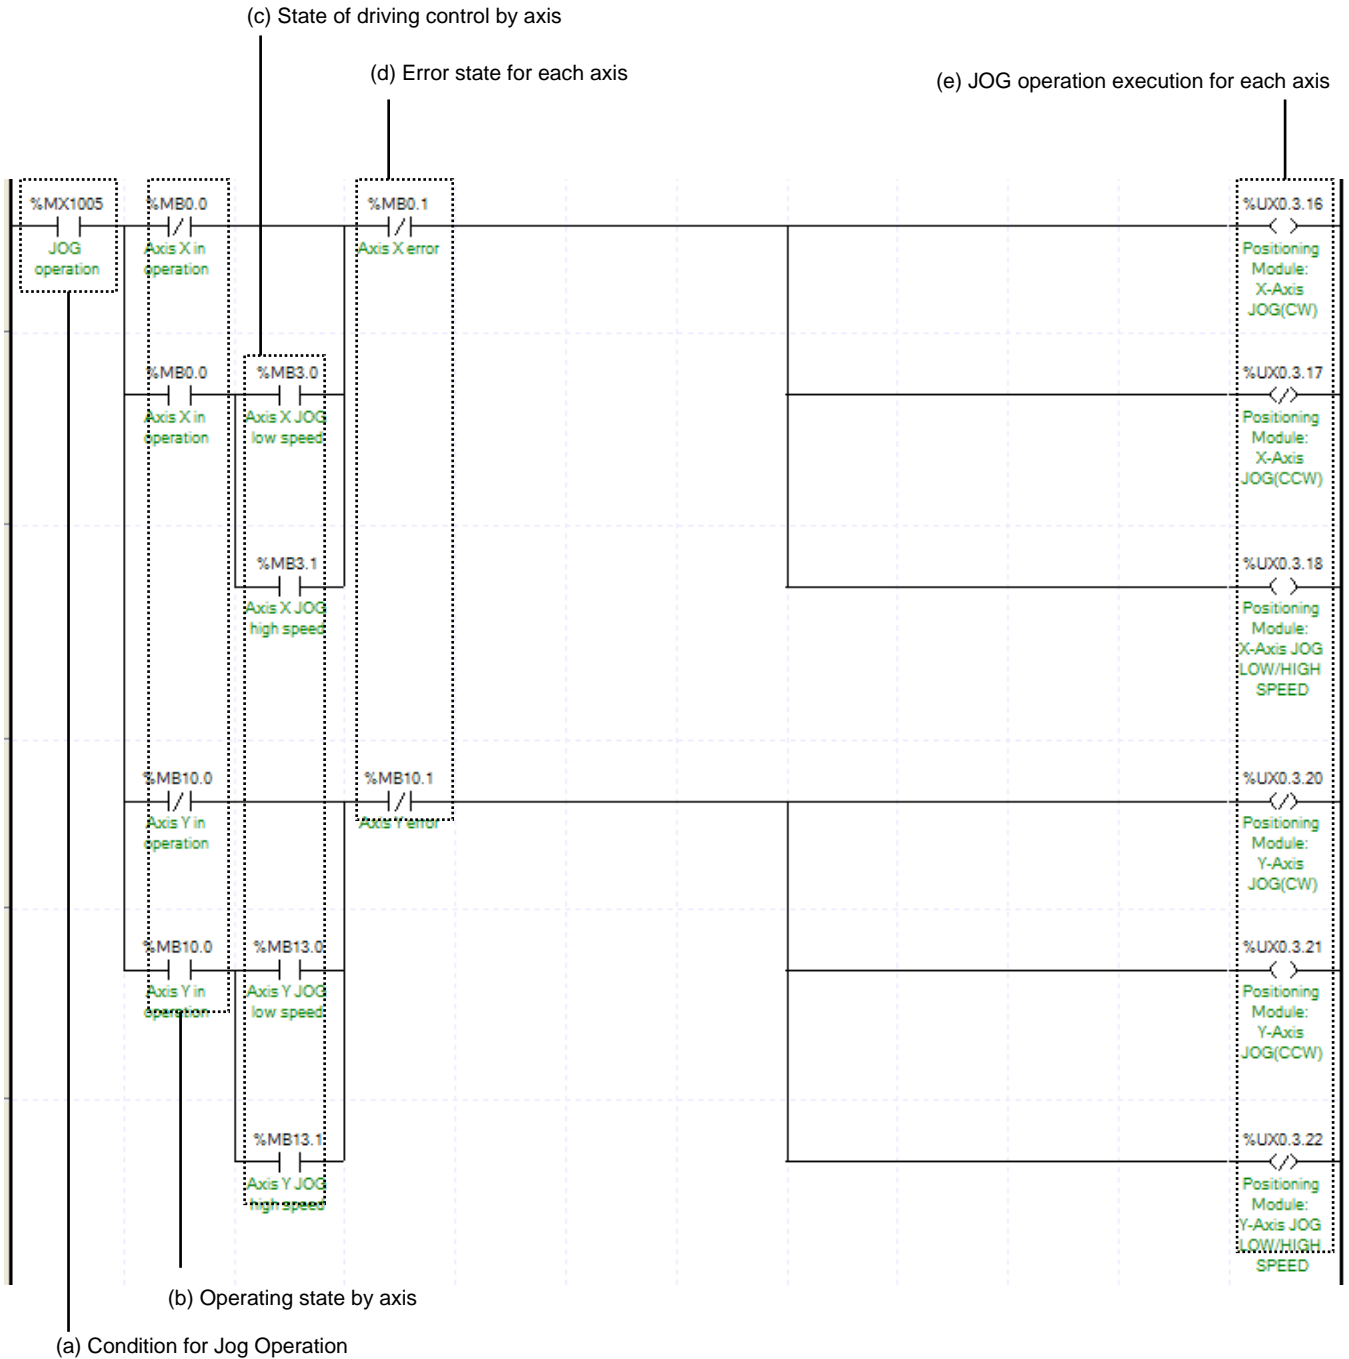 (c) State of driving control by axis
(d) Error state for each axis
(e) JOG operation execution for each axis
%MX1005
%MB0.0
%MB0.1
%UX0.3.16
JOG
operation
Axis X in
operation
Axis X error
Positioning
Module:
X-Axis
JOG(CW)
%MB0.0
%MB3.0
%UX0.3.17
Axis X in
operation
Axis X JOG
low speed
Positioning
Module:
X-Axis
JOG(CCW)
%MB3.1
%UX0.3.18
Axis X JOG
high speed
Positioning
Module:
X-Axis JOG
LOW/HIGH
SPEED
%MB10.0
%MB10.1
%UX0.3.20
Axis Y in
operation
Axis Y error
Positioning
Module:
Y-Axis
JOG(CW)
%MB10.0
%MB13.0
%UX0.3.21
Axis Y in
operation
Axis Y JOG
low speed
Positioning
Module:
Y-Axis
JOG(CCW)
%MB13.1
%UX0.3.22
Axis Y JOG
high speed
Positioning
Module:
Y-Axis JOG
LOW/HIGH
SPEED
(b) Operating state by axis
(a) Condition for Jog Operation